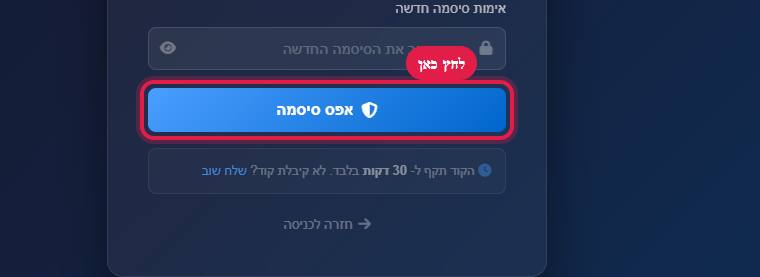 אימות סיסמה חדשה
את הסיסמה החדשה
לחץ כאן
אפס סיסמה
הקוד תקף ל- 30 דקות בלבד. לא קיבלת קוד? שלח שוב
חזרה לכניסה